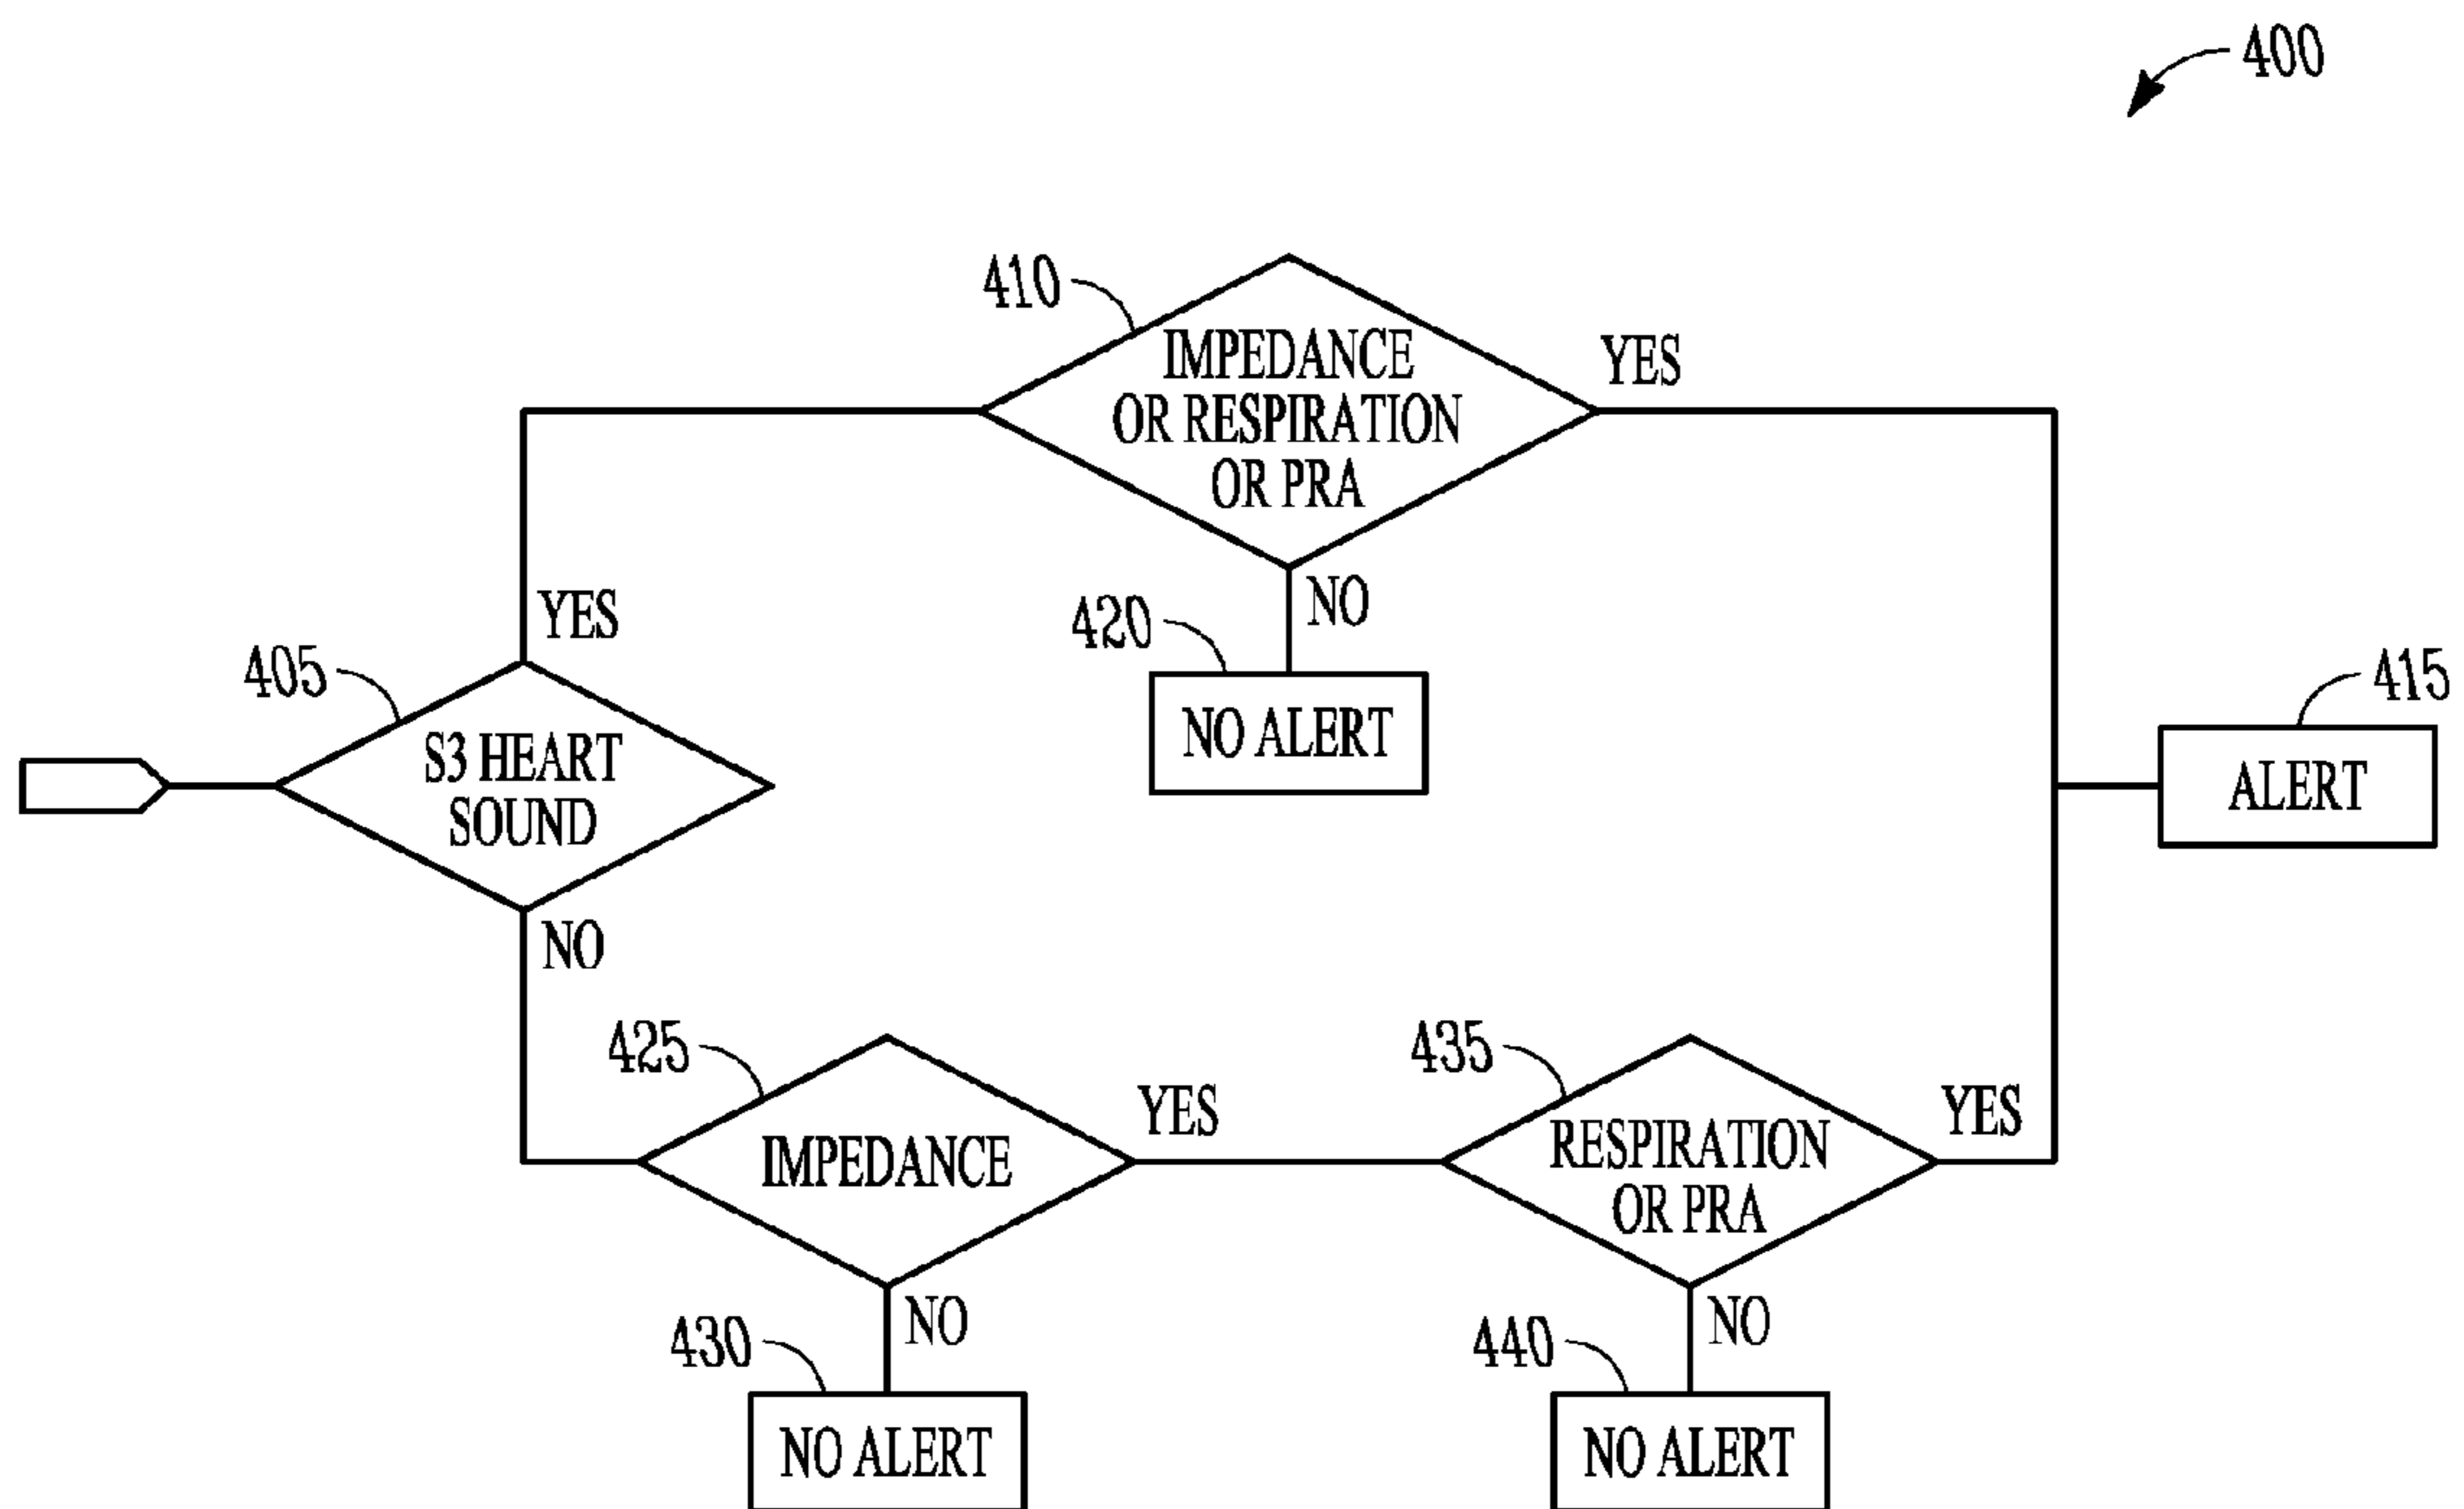 400
410
IMPEDANCE
OR RESPIRATION
OR PRA
YES
NO
420
NO ALERT
YES
405
S3 HEART
SOUND
NO
415
ALERT
425
IMPEDANCE
YES
NO
430
NO ALERT
435
RESPIRATION
OR PRA
YES
NO
440
NO ALERT